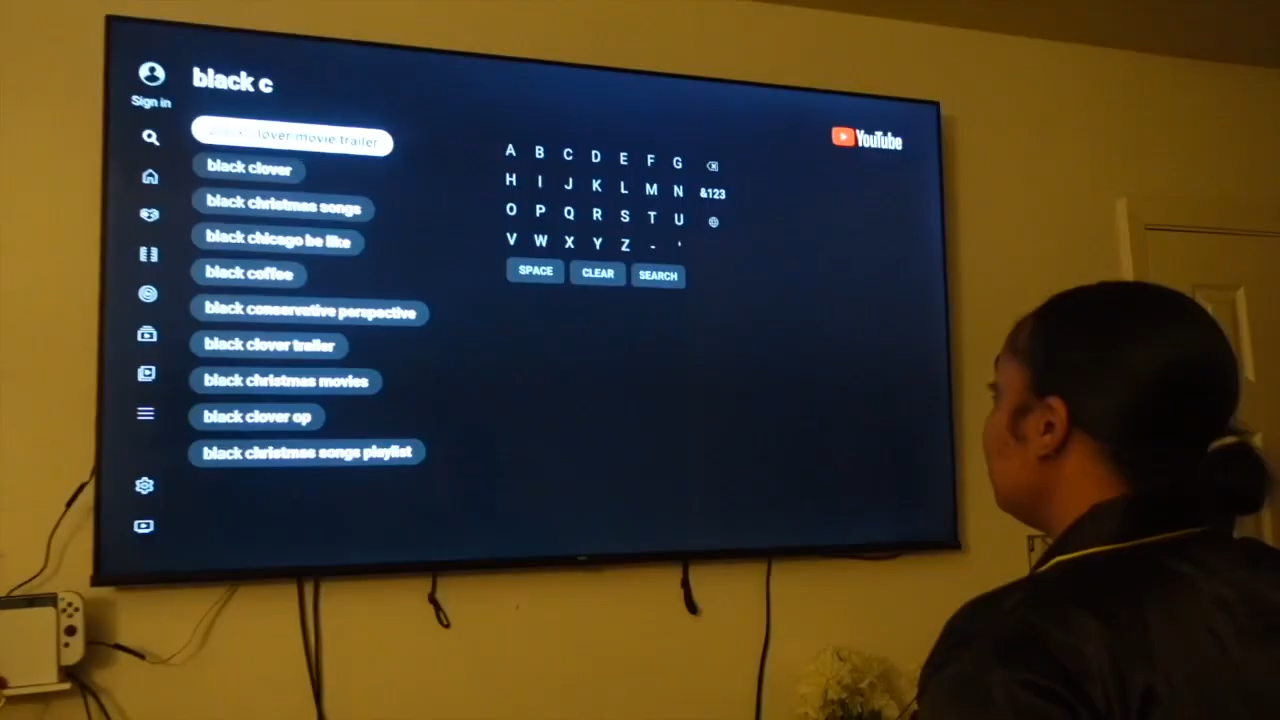 black c
Sign in
clover movie trailer
black clover
black christmas songs
black chicago be like
black coffee
black conservative perspective
black clover trailer
black christmas movies
black clover op
black christmas songs playlist
A B C D E F G
H I J K L M N &123
O P Q R S T U
V W X Y Z - '
SPACE CLEAR SEARCH
YouTube